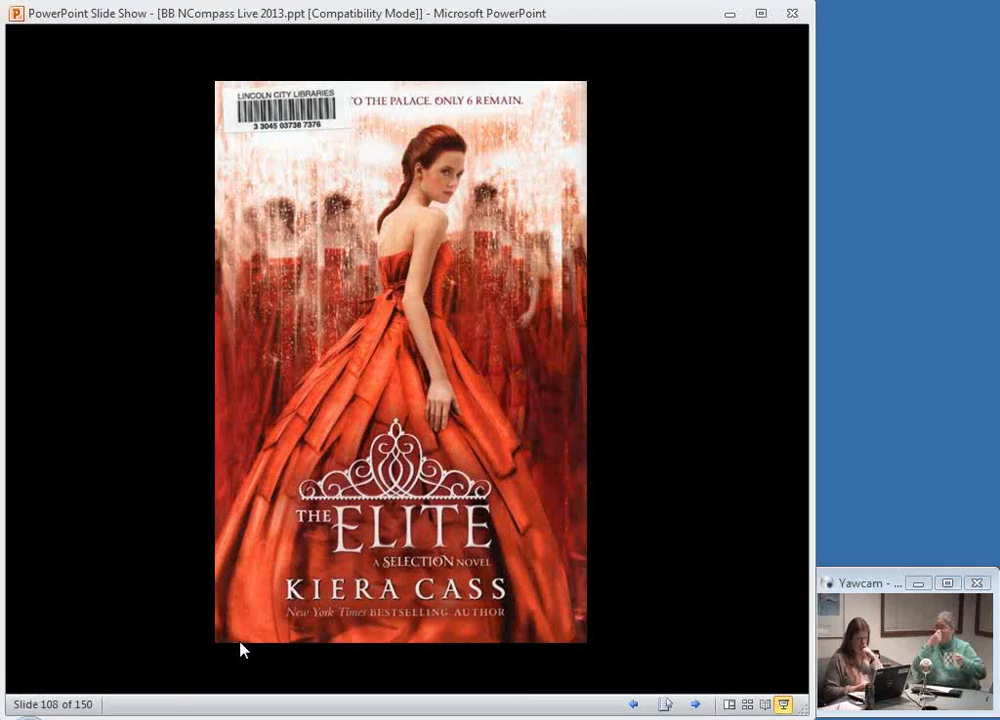 PowerPoint Slide Show - [BB NCompass Live 2013.ppt [Compatibility Mode]] - Microsoft PowerPoint
LINCOLN CITY LIBRARIES
3 3045 03736 7376
TO THE PALACE. ONLY 6 REMAIN.
THE ELITE
A SELECTION NOVEL
KIERA CASS
New York Times BESTSELLING AUTHOR
Yawcam - ...
Slide 108 of 150